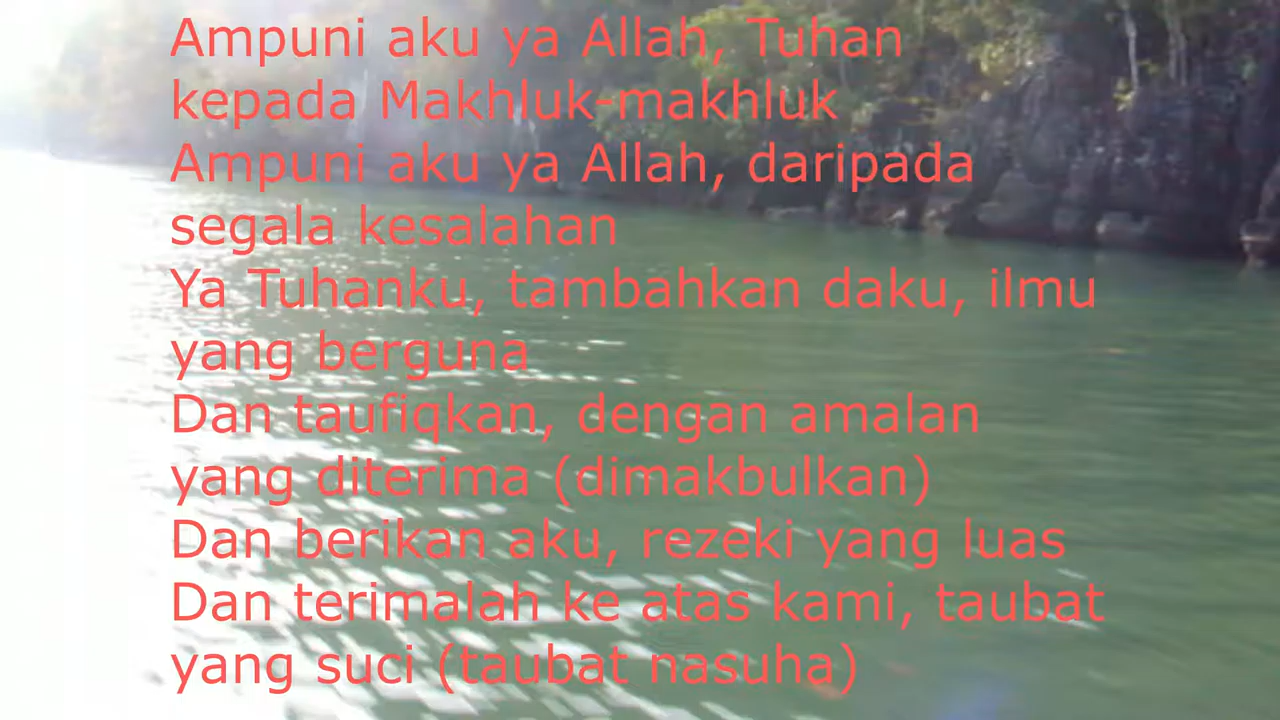 Ampuni aku ya Allah, Tuhan
kepada Makhluk-makhluk
Ampuni aku ya Allah, daripada
segala kesalahan
Ya Tuhanku, tambahkan daku, ilmu
yang berguna
Dan taufiqkan, dengan amalan
yang diterima (dimakbulkan)
Dan berikan aku, rezeki yang luas
Dan terimalah ke atas kami, taubat
yang suci (taubat nasuha)